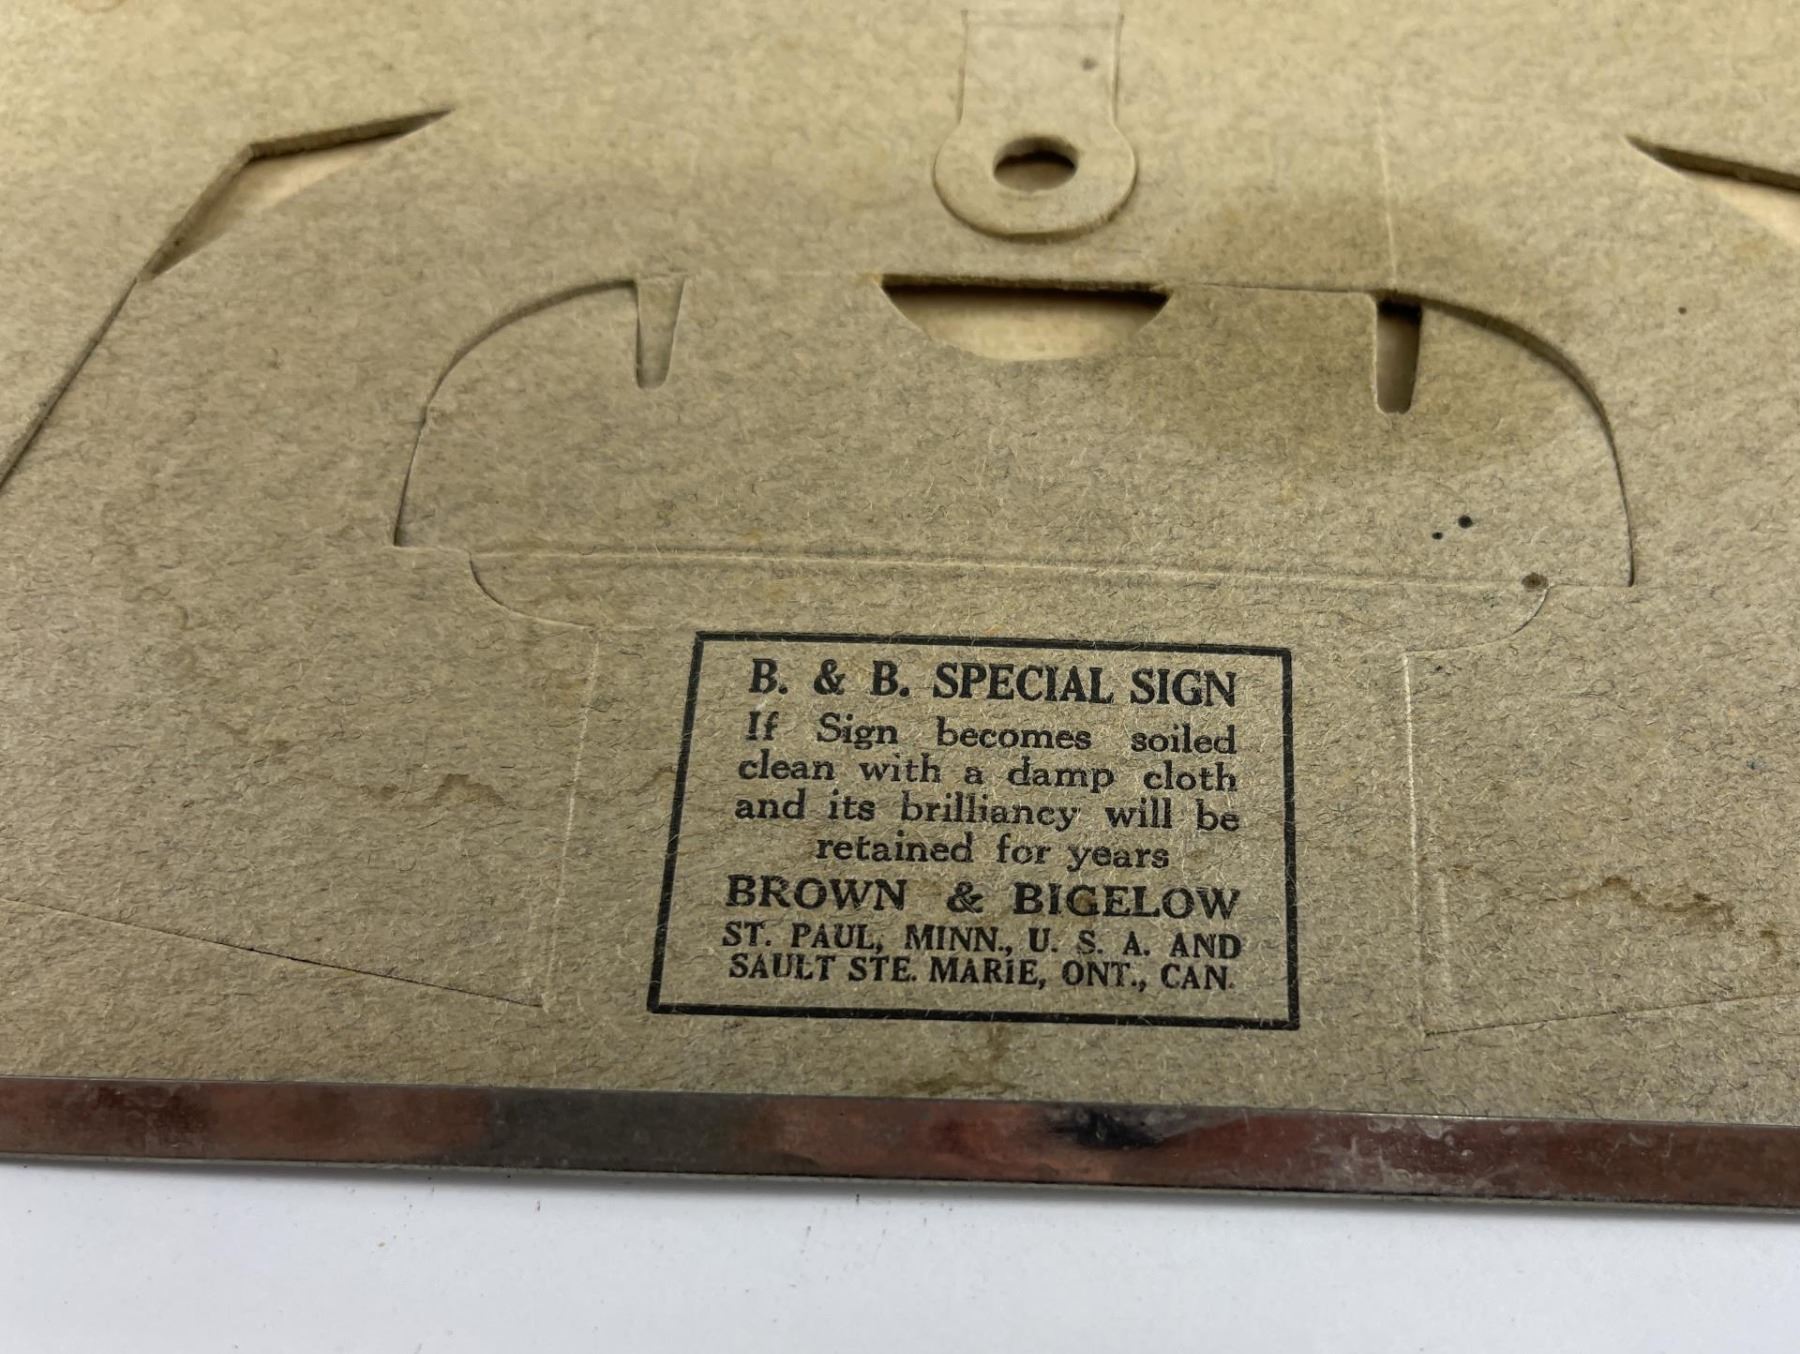 B. & B. SPECIAL SIGN
If Sign becomes soiled
clean with a damp cloth
and its brilliancy will be
retained for years
BROWN & BIGELOW
ST. PAUL, MINN., U. S. A. AND
SAULT STE. MARIE, ONT., CAN.